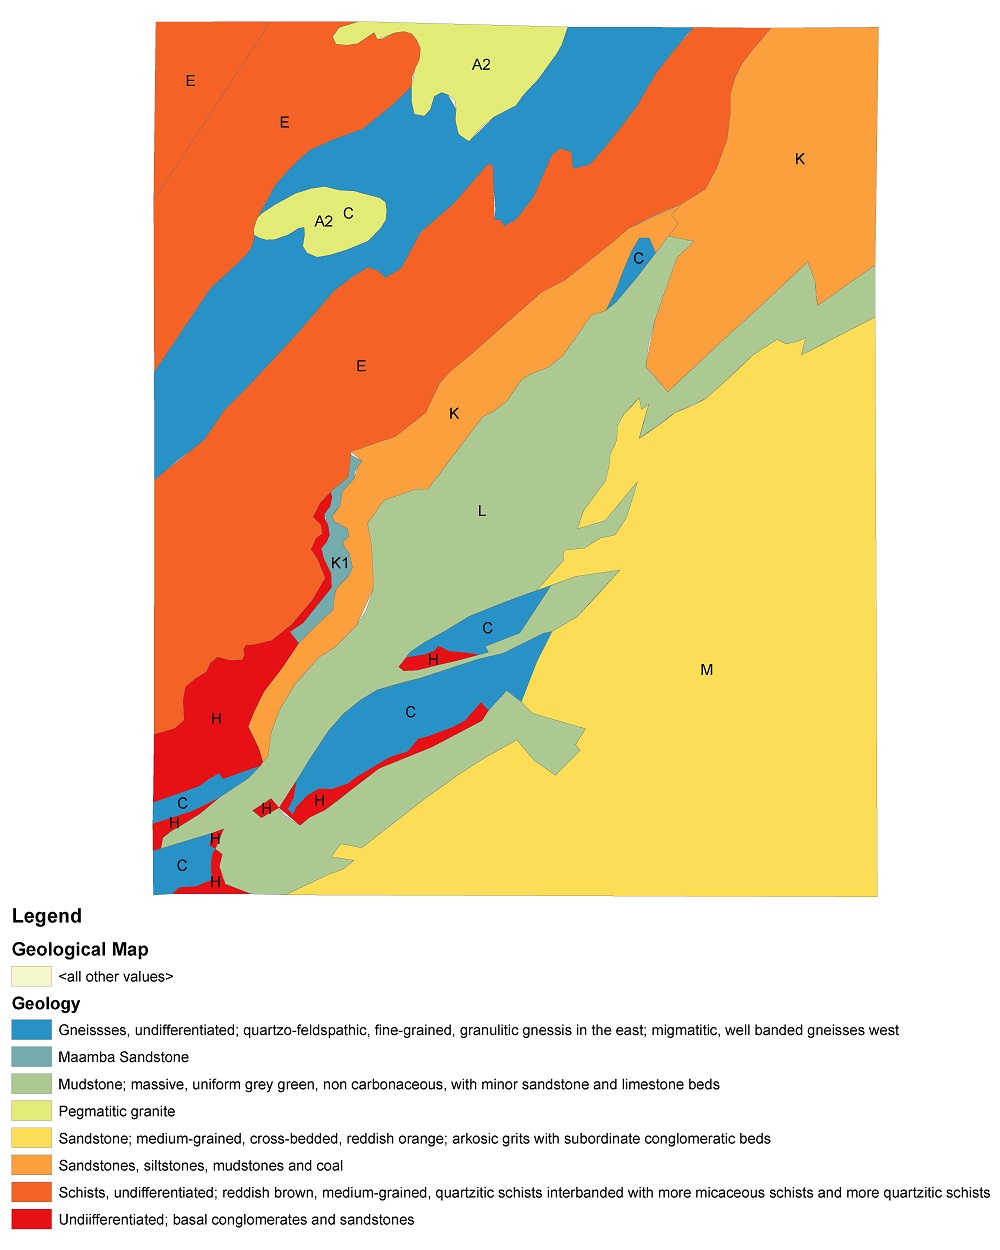 A2
E
E
K
A2 C
C
E
K
L
K1
C
H
M
C
H
C
H
H
H
H
C
H
Legend
Geological Map
<all other values>
Geology
Gneissses, undifferentiated; quartzo-feldspathic, fine-grained, granulitic gnessis in the east; migmatitic, well banded gneisses west
Maamba Sandstone
Mudstone; massive, uniform grey green, non carbonaceous, with minor sandstone and limestone beds
Pegmatitic granite
Sandstone; medium-grained, cross-bedded, reddish orange; arkosic grits with subordinate conglomeratic beds
Sandstones, siltstones, mudstones and coal
Schists, undifferentiated; reddish brown, medium-grained, quartzitic schists interbanded with more micaceous schists and more quartzitic schists
Undiifferentiated; basal conglomerates and sandstones